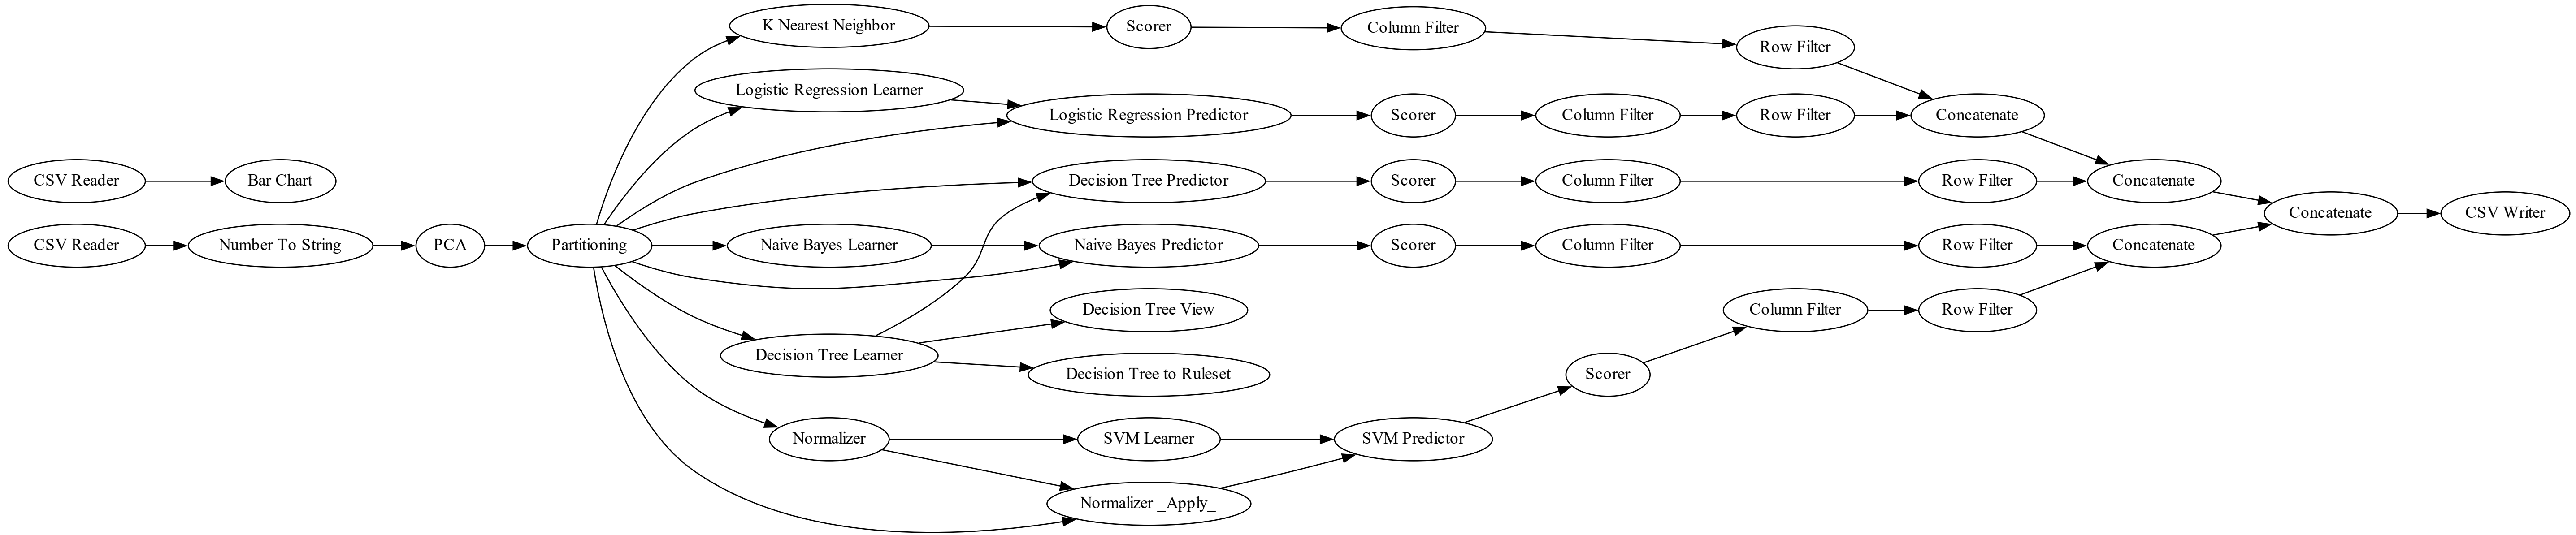 K Nearest Neighbor
Scorer
Column Filter
Row Filter
Logistic Regression Learner
Logistic Regression Predictor
Scorer
Column Filter
Row Filter
Concatenate
CSV Reader
Bar Chart
Decision Tree Predictor
Scorer
Column Filter
Row Filter
Concatenate
Concatenate
CSV Writer
CSV Reader
Number To String
PCA
Partitioning
Naive Bayes Learner
Naive Bayes Predictor
Scorer
Column Filter
Row Filter
Concatenate
Decision Tree View
Column Filter
Row Filter
Decision Tree Learner
Decision Tree to Ruleset
Scorer
Normalizer
SVM Learner
SVM Predictor
Normalizer _Apply_